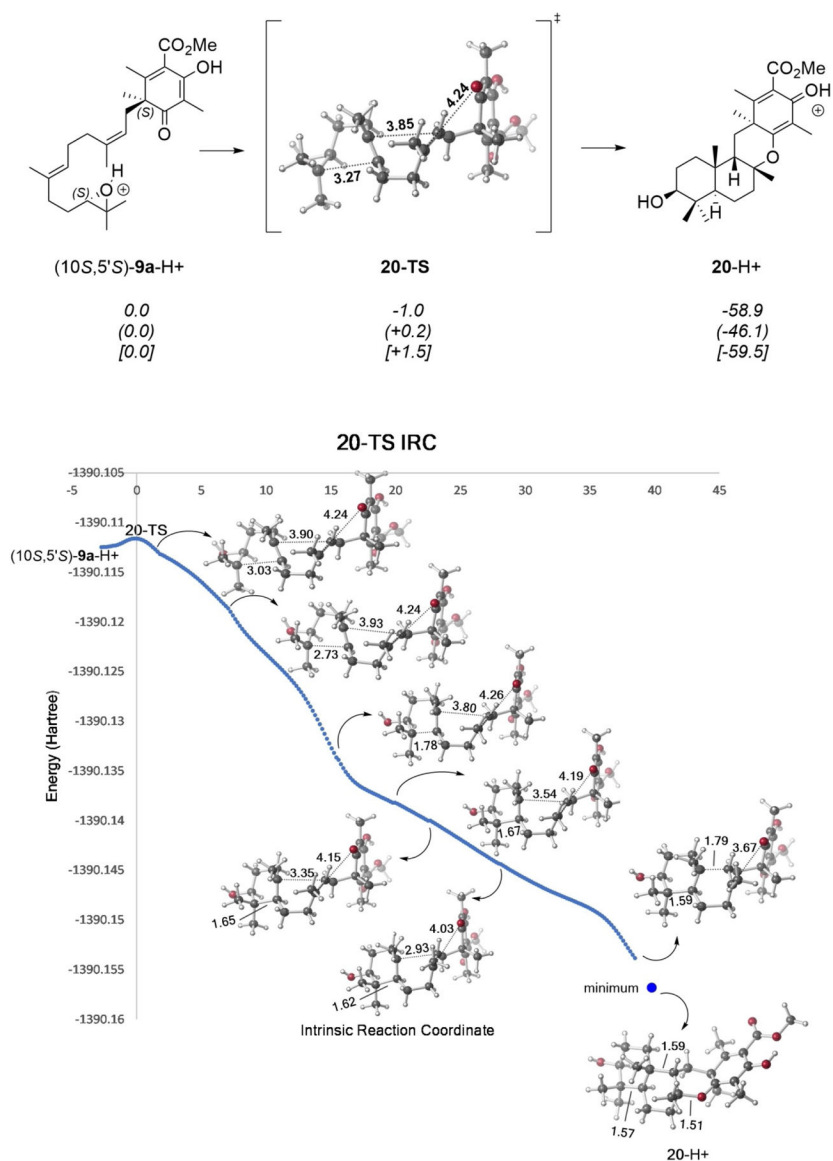 CO₂Me
OH
(S)
O
H
O
⊕
(S)
3.85
4.24
3.27
‡
CO₂Me
OH
⊕
O
H
H
HO
(10S,5'S)-9a-H+
20-TS
20-H+
0.0
-1.0
-58.9
(0.0)
(+0.2)
(-46.1)
[0.0]
[+1.5]
[-59.5]
20-TS IRC
-1390.105
-5
0
5
10
15
20
25
30
35
40
45
-1390.11
20-TS
(10S,5'S)-9a-H+
-1390.115
-1390.12
-1390.125
-1390.13
-1390.135
-1390.14
-1390.145
-1390.15
-1390.155
-1390.16
Energy (Hartree)
3.90
4.24
3.03
3.93
4.24
2.73
3.80
4.26
1.78
3.54
4.19
1.67
3.35
4.15
1.65
2.93
4.03
1.62
1.79
3.67
1.59
minimum
Intrinsic Reaction Coordinate
1.59
1.57
1.51
20-H+